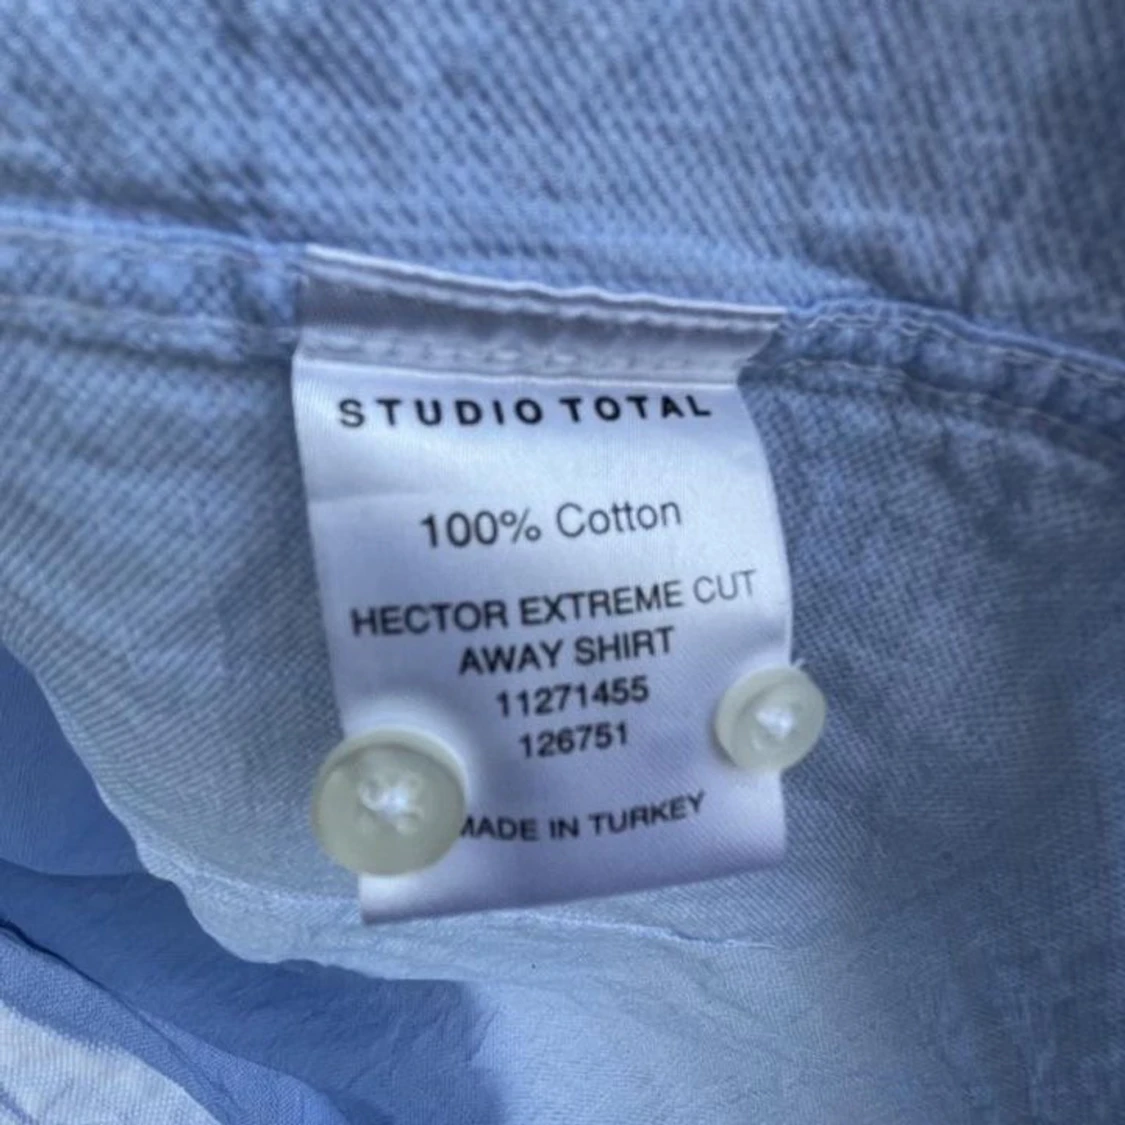 STUDIO TOTAL
100% Cotton
HECTOR EXTREME CUT
AWAY SHIRT
11271455
126751
MADE IN TURKEY